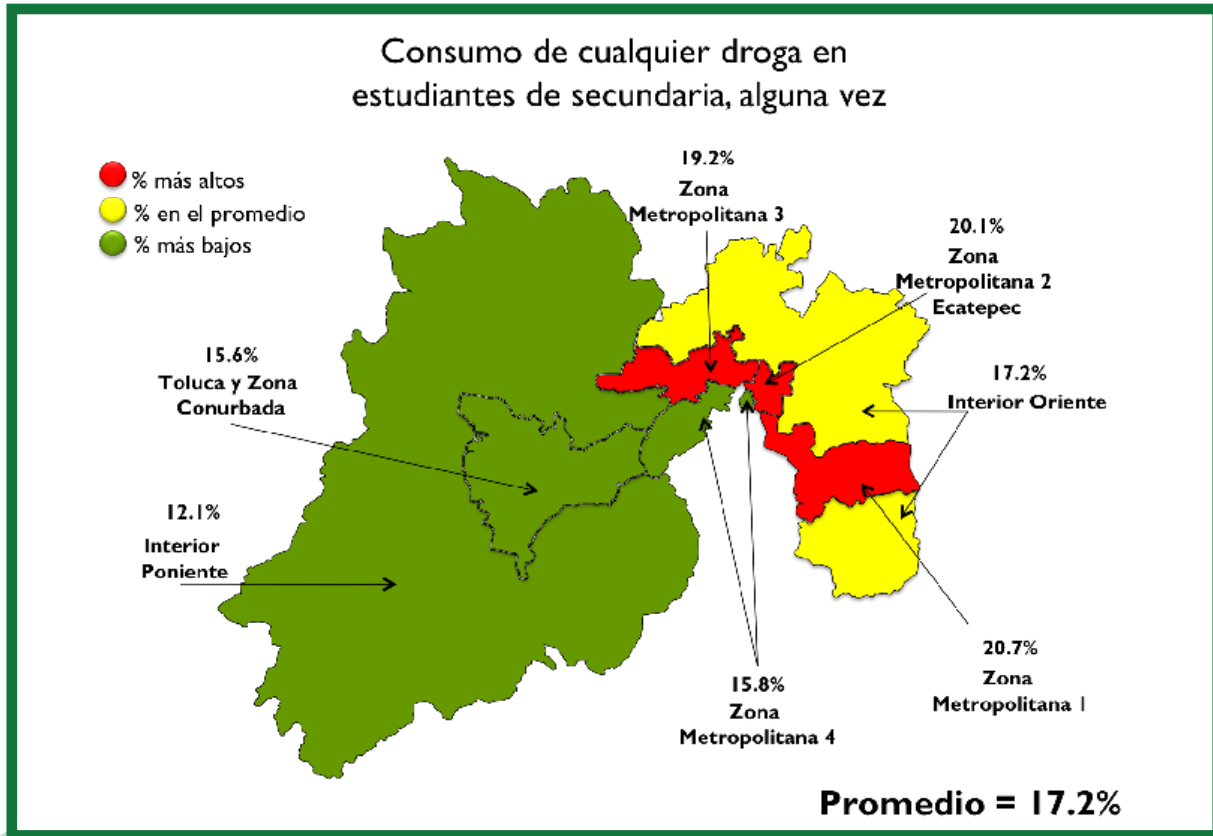 Consumo de cualquier droga en
estudiantes de secundaria, alguna vez
% más altos
% en el promedio
% más bajos
19.2%
Zona
Metropolitana 3
20.1%
Zona
Metropolitana 2
Ecatepec
15.6%
Toluca y Zona
Conurbada
17.2%
Interior Oriente
12.1%
Interior
Poniente
20.7%
Zona
Metropolitana 1
15.8%
Zona
Metropolitana 4
Promedio = 17.2%